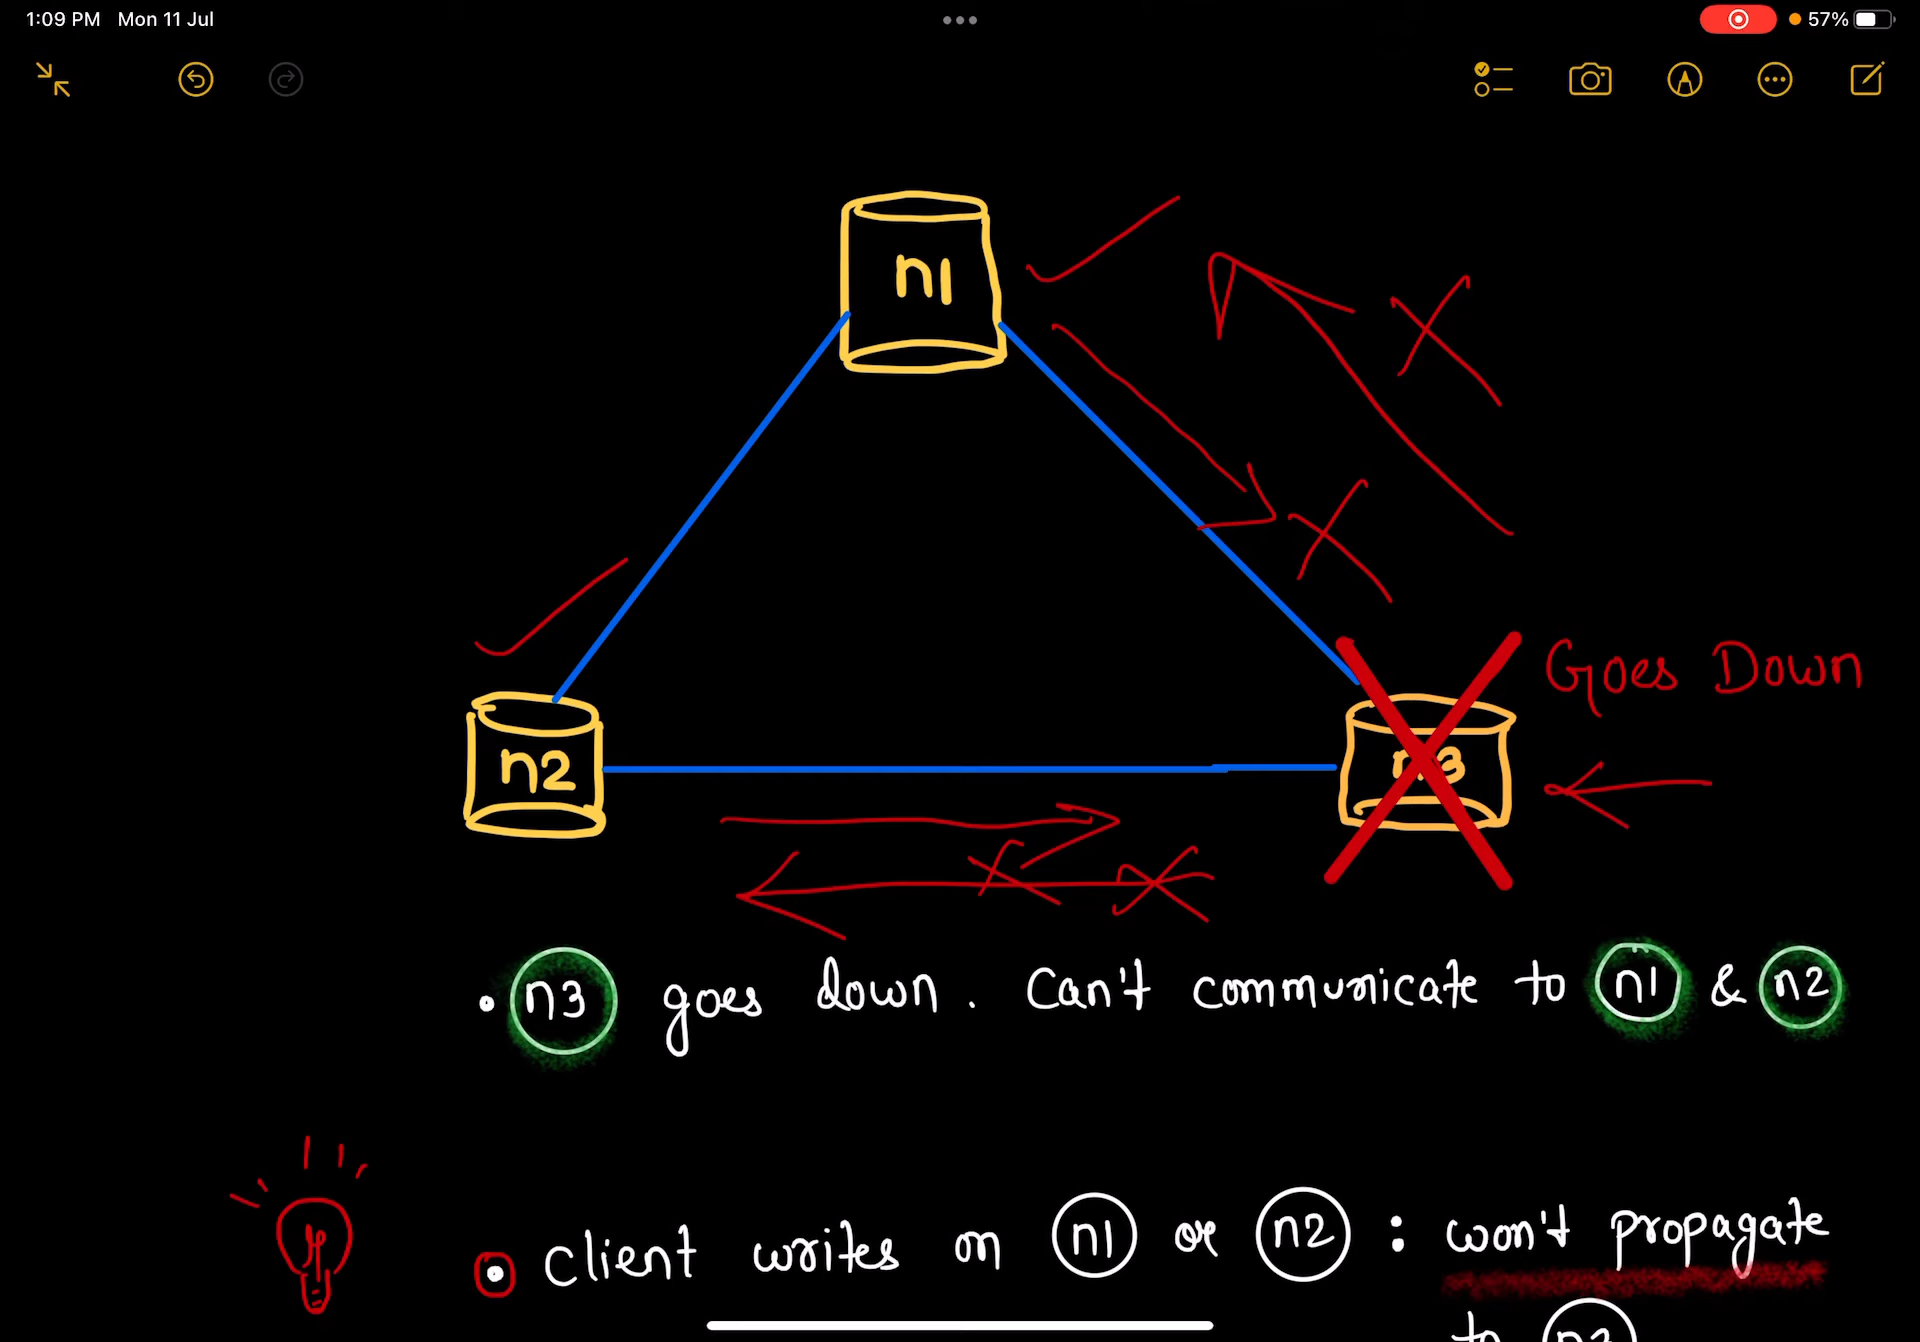 1:09 PM Mon 11 Jul
57%
n1
Goes Down
n2
n3
• n3 goes down. Can't communicate to n1 & n2
• Client writes on n1 or n2 : won't propagate
to